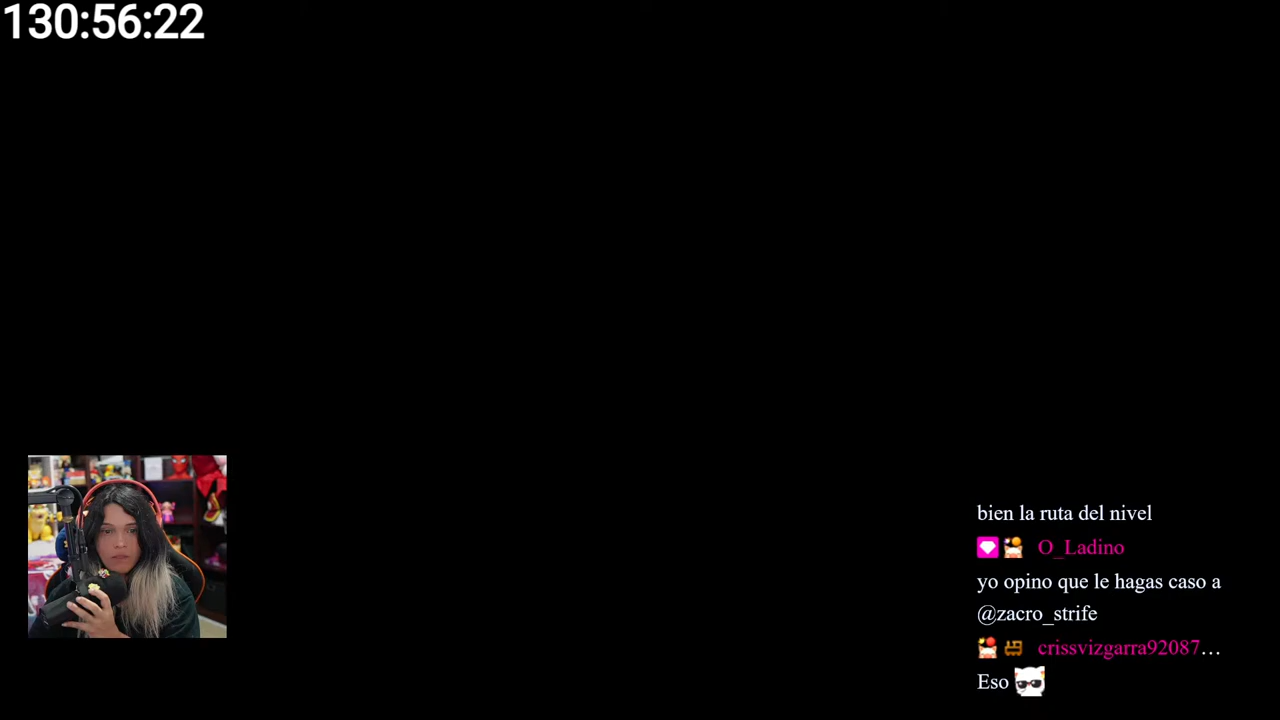 130:56:22
bien la ruta del nivel
O_Ladino
yo opino que le hagas caso a
@zacro_strife
crissvizgarra92087…
Eso